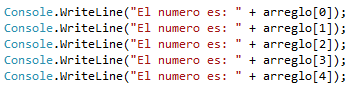 Console.WriteLine("El numero es: " + arreglo[0]);
Console.WriteLine("El numero es: " + arreglo[1]);
Console.WriteLine("El numero es: " + arreglo[2]);
Console.WriteLine("El numero es: " + arreglo[3]);
Console.WriteLine("El numero es: " + arreglo[4]);